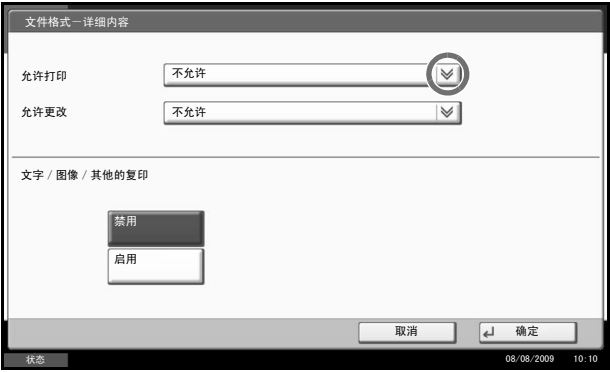 文件格式－详细内容
允许打印 不允许
允许更改 不允许
文字 / 图像 / 其他的复印
禁用
启用
取消 确定
状态 08/08/2009 10:10